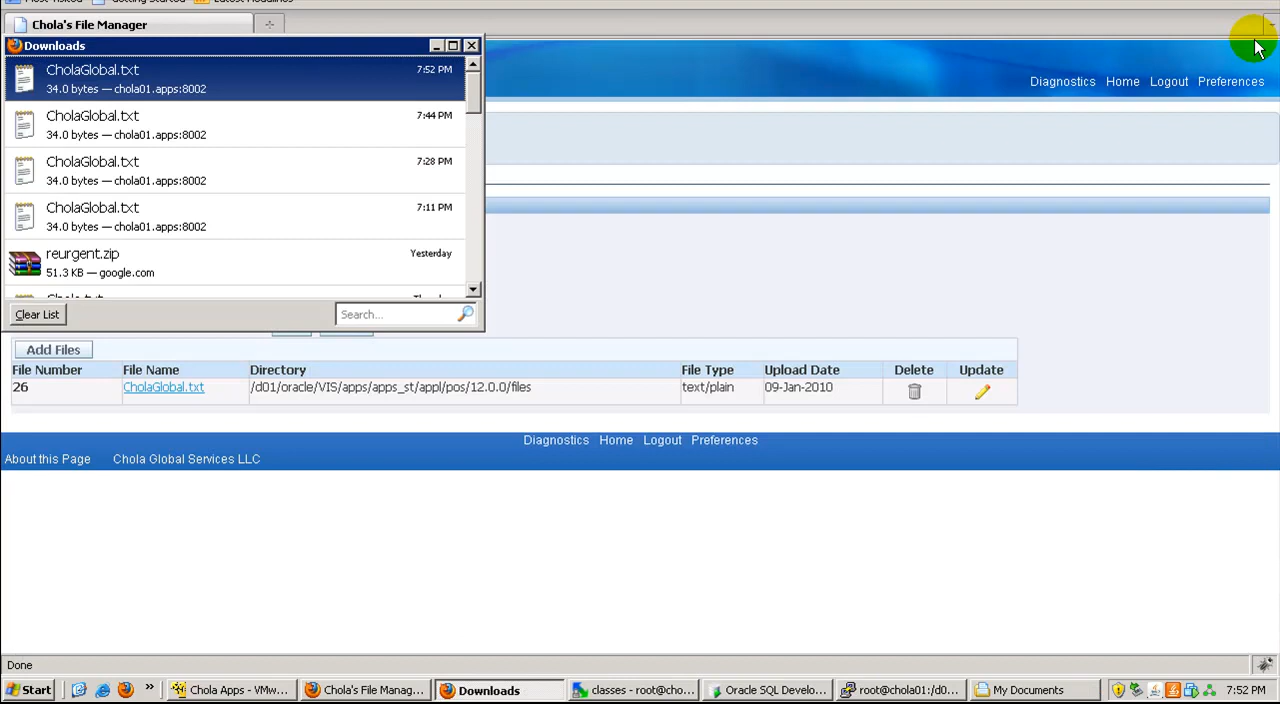 Most Visited Getting Started Latest Headlines
Chola's File Manager
Downloads
CholaGlobal.txt 7:52 PM
34.0 bytes — chola01.apps:8002
Diagnostics Home Logout Preferences
CholaGlobal.txt 7:44 PM
34.0 bytes — chola01.apps:8002
CholaGlobal.txt 7:28 PM
34.0 bytes — chola01.apps:8002
CholaGlobal.txt 7:11 PM
34.0 bytes — chola01.apps:8002
reurgent.zip Yesterday
51.3 KB — google.com
Clear List Search...
Add Files
File Number File Name Directory File Type Upload Date Delete Update
26 CholaGlobal.txt /d01/oracle/VIS/apps/apps_st/appl/pos/12.0.0/files text/plain 09-Jan-2010
Diagnostics Home Logout Preferences
About this Page Chola Global Services LLC
Done
Start » Chola Apps - VMw... Chola's File Manag... Downloads classes - root@cho... Oracle SQL Develo... root@chola01:/d0... My Documents 7:52 PM